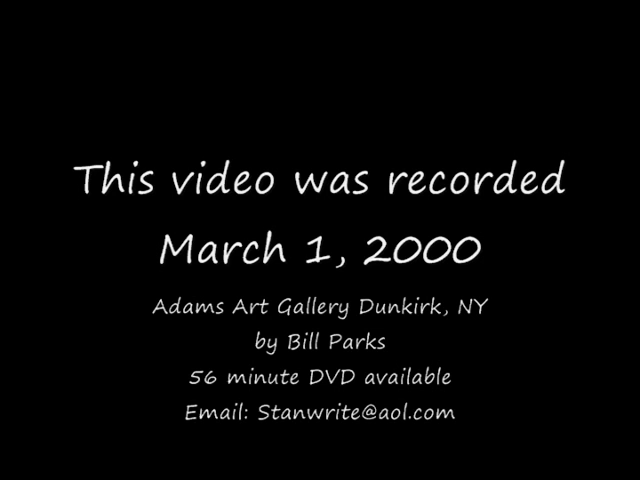 This video was recorded
March 1, 2000
Adams Art Gallery Dunkirk, NY
by Bill Parks
56 minute DVD available
Email: Stanwrite@aol.com